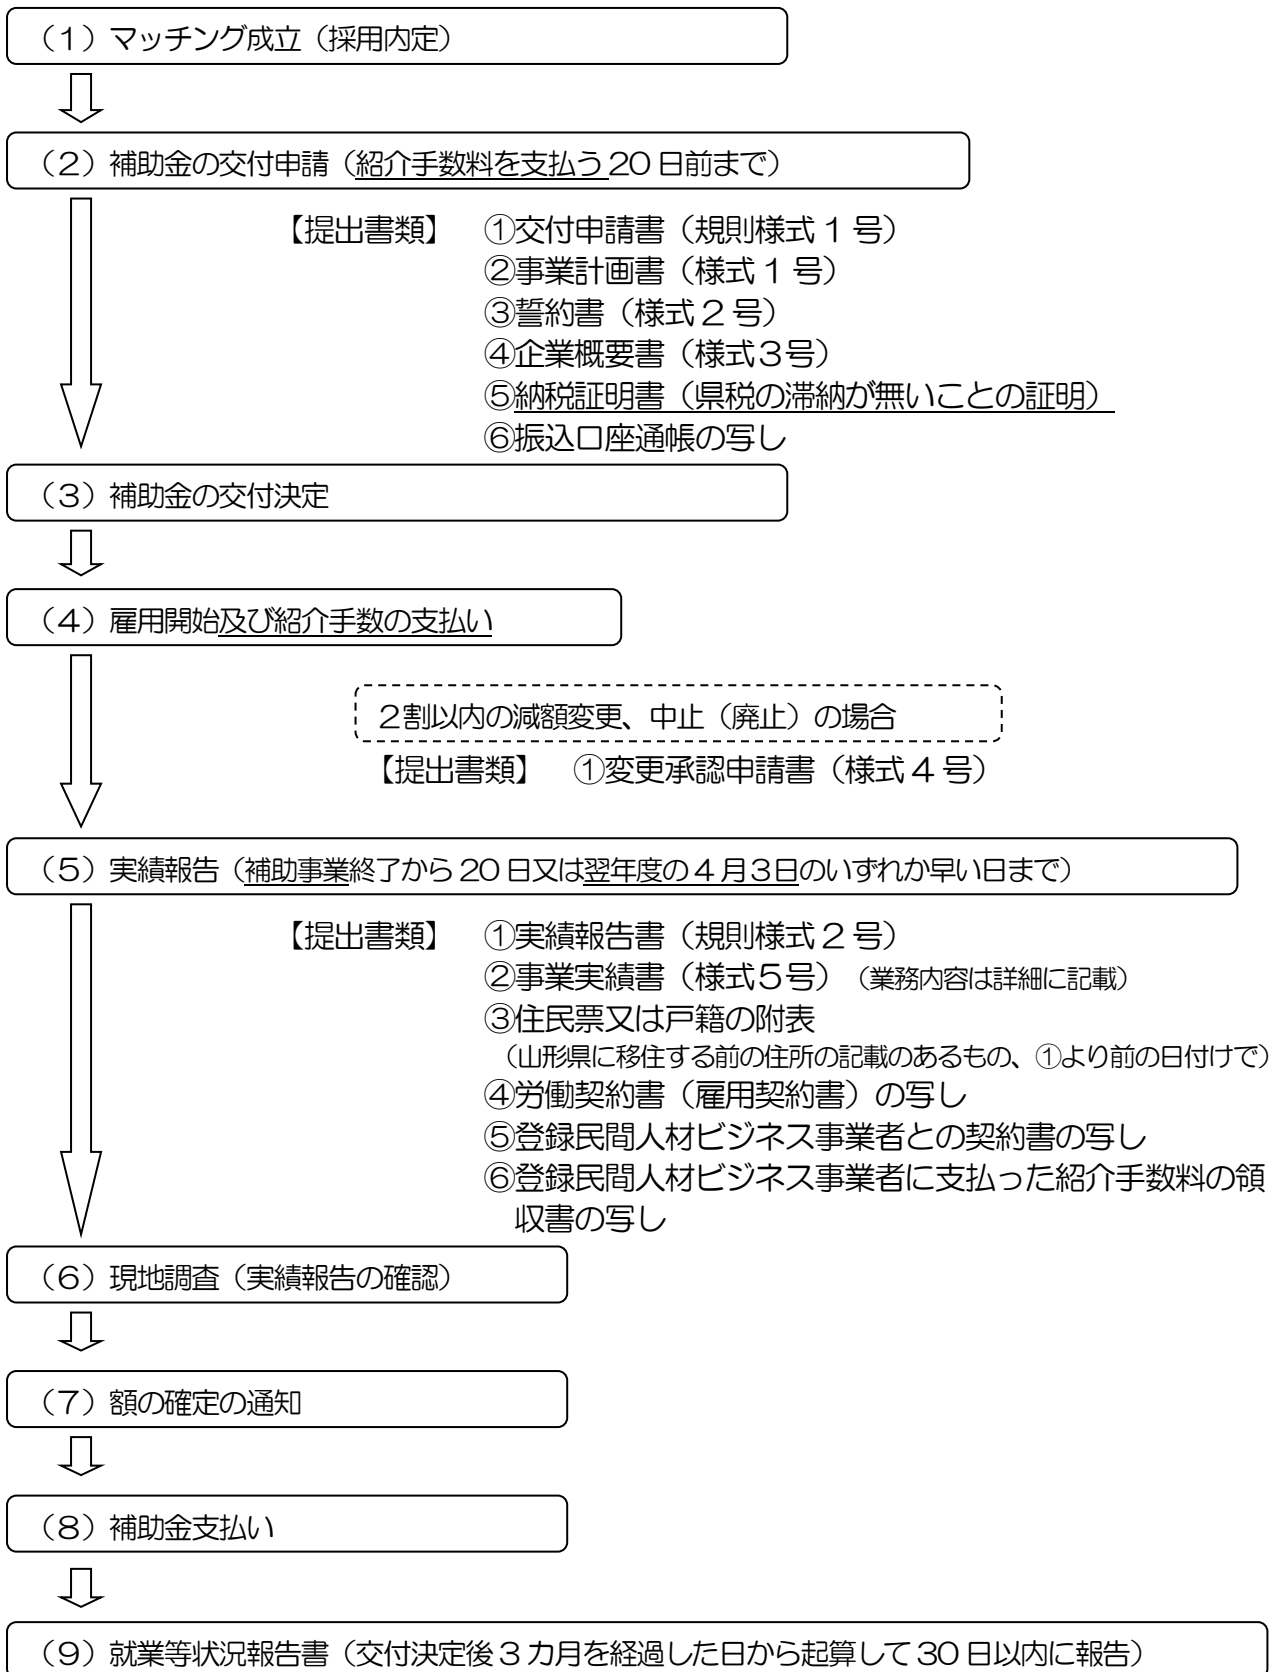 （1）マッチング成立（採用内定）
（2）補助金の交付申請（紹介手数料を支払う20日前まで）
【提出書類】　①交付申請書（規則様式１号）
②事業計画書（様式１号）
③誓約書（様式２号）
④企業概要書（様式３号）
⑤納税証明書（県税の滞納が無いことの証明）
⑥振込口座通帳の写し
（3）補助金の交付決定
（4）雇用開始及び紹介手数の支払い
２割以内の減額変更、中止（廃止）の場合
【提出書類】　①変更承認申請書（様式４号）
（5）実績報告（補助事業終了から20日又は翌年度の４月３日のいずれか早い日まで）
【提出書類】　①実績報告書（規則様式２号）
②事業実績書（様式５号）（業務内容は詳細に記載）
③住民票又は戸籍の附表
（山形県に移住する前の住所の記載のあるもの、①より前の日付けで）
④労働契約書（雇用契約書）の写し
⑤登録民間人材ビジネス事業者との契約書の写し
⑥登録民間人材ビジネス事業者に支払った紹介手数料の領
収書の写し
（6）現地調査（実績報告の確認）
（7）額の確定の通知
（8）補助金支払い
（9）就業等状況報告書（交付決定後３カ月を経過した日から起算して30日以内に報告）